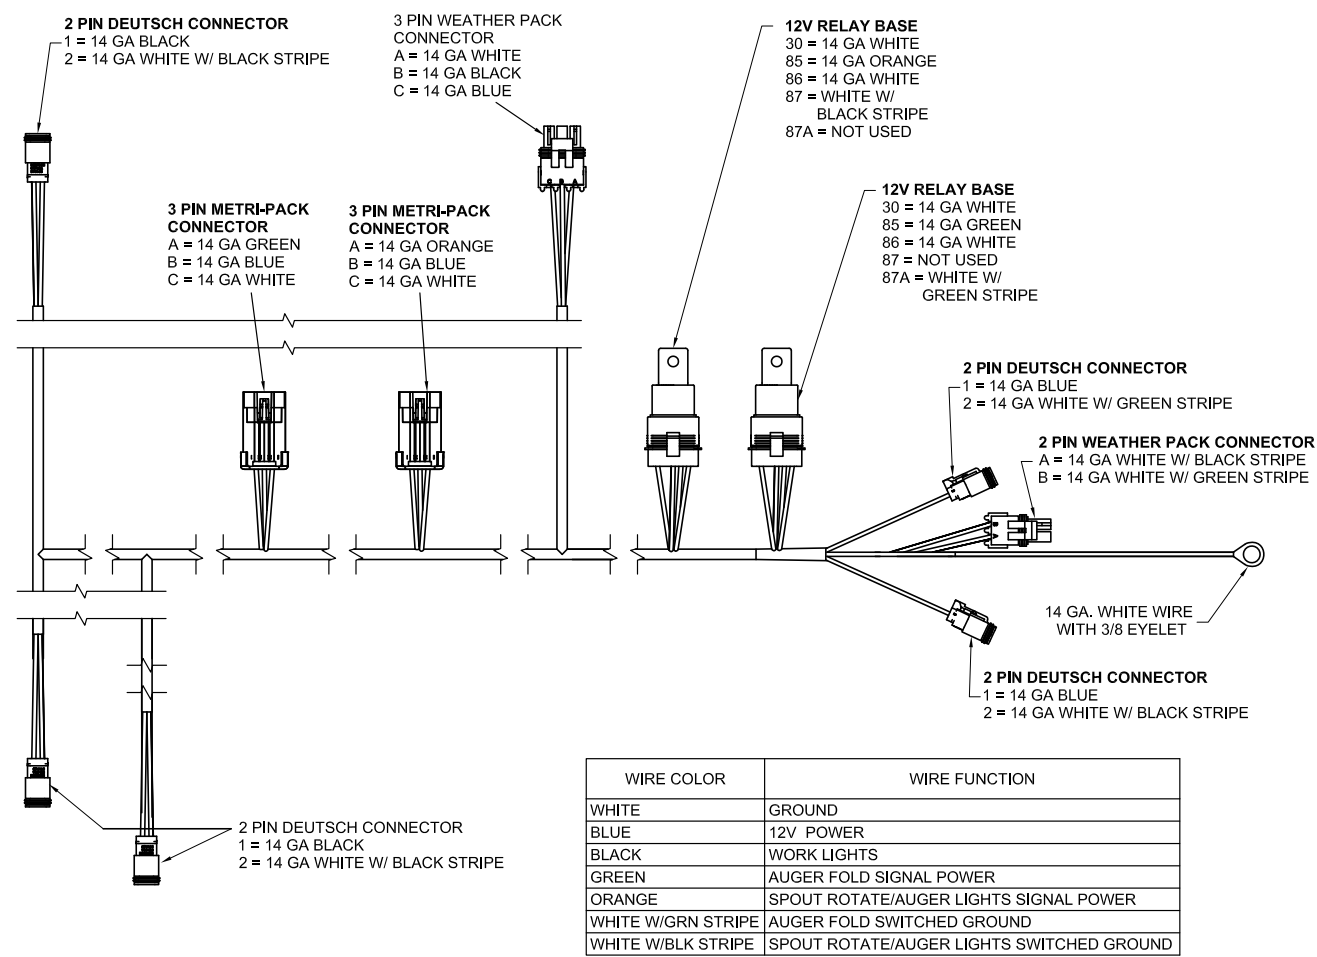 2 PIN DEUTSCH CONNECTOR
1 = 14 GA BLACK
2 = 14 GA WHITE W/ BLACK STRIPE
3 PIN WEATHER PACK
CONNECTOR
A = 14 GA WHITE
B = 14 GA BLACK
C = 14 GA BLUE
12V RELAY BASE
30 = 14 GA WHITE
85 = 14 GA ORANGE
86 = 14 GA WHITE
87 = WHITE W/
BLACK STRIPE
87A = NOT USED
12V RELAY BASE
30 = 14 GA WHITE
85 = 14 GA GREEN
86 = 14 GA WHITE
87 = NOT USED
87A = WHITE W/
GREEN STRIPE
3 PIN METRI-PACK
CONNECTOR
A = 14 GA GREEN
B = 14 GA BLUE
C = 14 GA WHITE
3 PIN METRI-PACK
CONNECTOR
A = 14 GA ORANGE
B = 14 GA BLUE
C = 14 GA WHITE
C B A
2 PIN DEUTSCH CONNECTOR
1 = 14 GA BLUE
2 = 14 GA WHITE W/ GREEN STRIPE
2 PIN WEATHER PACK CONNECTOR
A = 14 GA WHITE W/ BLACK STRIPE
B = 14 GA WHITE W/ GREEN STRIPE
14 GA. WHITE WIRE
WITH 3/8 EYELET
2 PIN DEUTSCH CONNECTOR
1 = 14 GA BLUE
2 = 14 GA WHITE W/ BLACK STRIPE
2 PIN DEUTSCH CONNECTOR
1 = 14 GA BLACK
2 = 14 GA WHITE W/ BLACK STRIPE
WIRE COLOR WIRE FUNCTION
WHITE GROUND
BLUE 12V POWER
BLACK WORK LIGHTS
GREEN AUGER FOLD SIGNAL POWER
ORANGE SPOUT ROTATE/AUGER LIGHTS SIGNAL POWER
WHITE W/GRN STRIPE AUGER FOLD SWITCHED GROUND
WHITE W/BLK STRIPE SPOUT ROTATE/AUGER LIGHTS SWITCHED GROUND